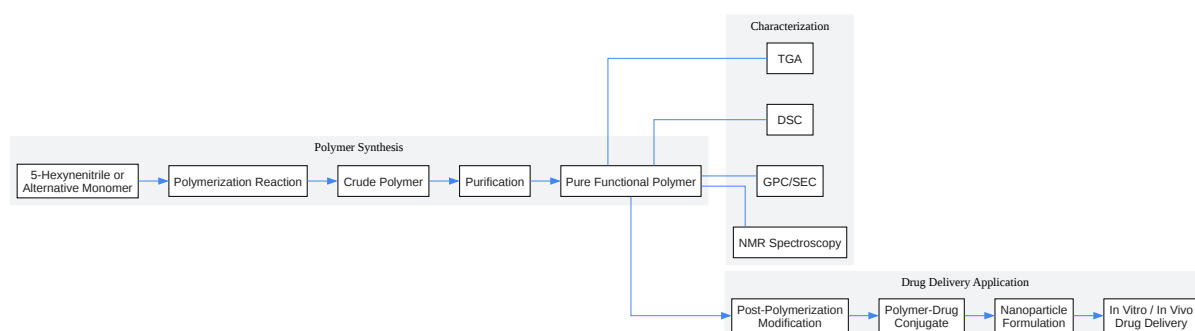 Characterization
TGA
DSC
Polymer Synthesis
5-Hexynenitrile or
Alternative Monomer
Polymerization Reaction
Crude Polymer
Purification
Pure Functional Polymer
GPC/SEC
NMR Spectroscopy
Drug Delivery Application
Post-Polymerization
Modification
Polymer-Drug
Conjugate
Nanoparticle
Formulation
In Vitro / In Vivo
Drug Delivery